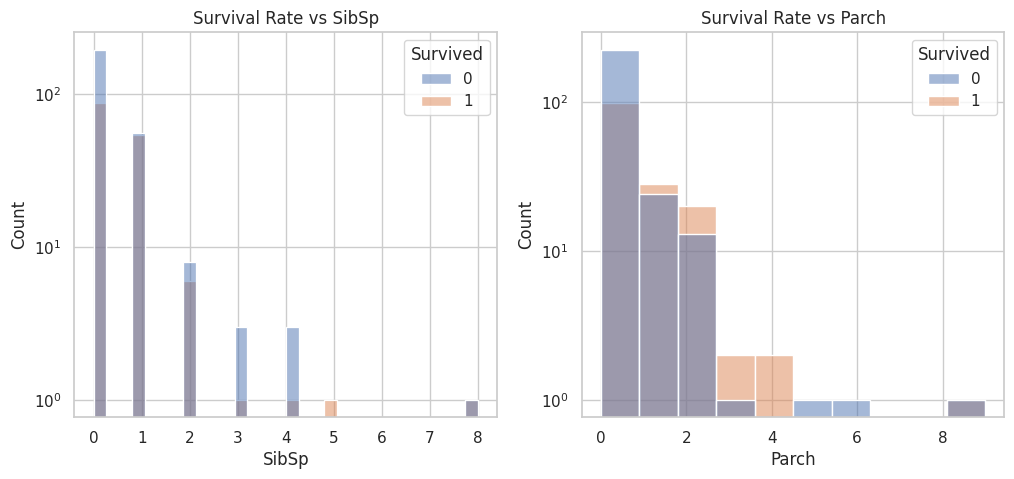 Survival Rate vs SibSp
Survived
0
1
10²
10¹
10⁰
Count
0 1 2 3 4 5 6 7 8
SibSp
Survival Rate vs Parch
Survived
0
1
10²
10¹
10⁰
Count
0 2 4 6 8
Parch